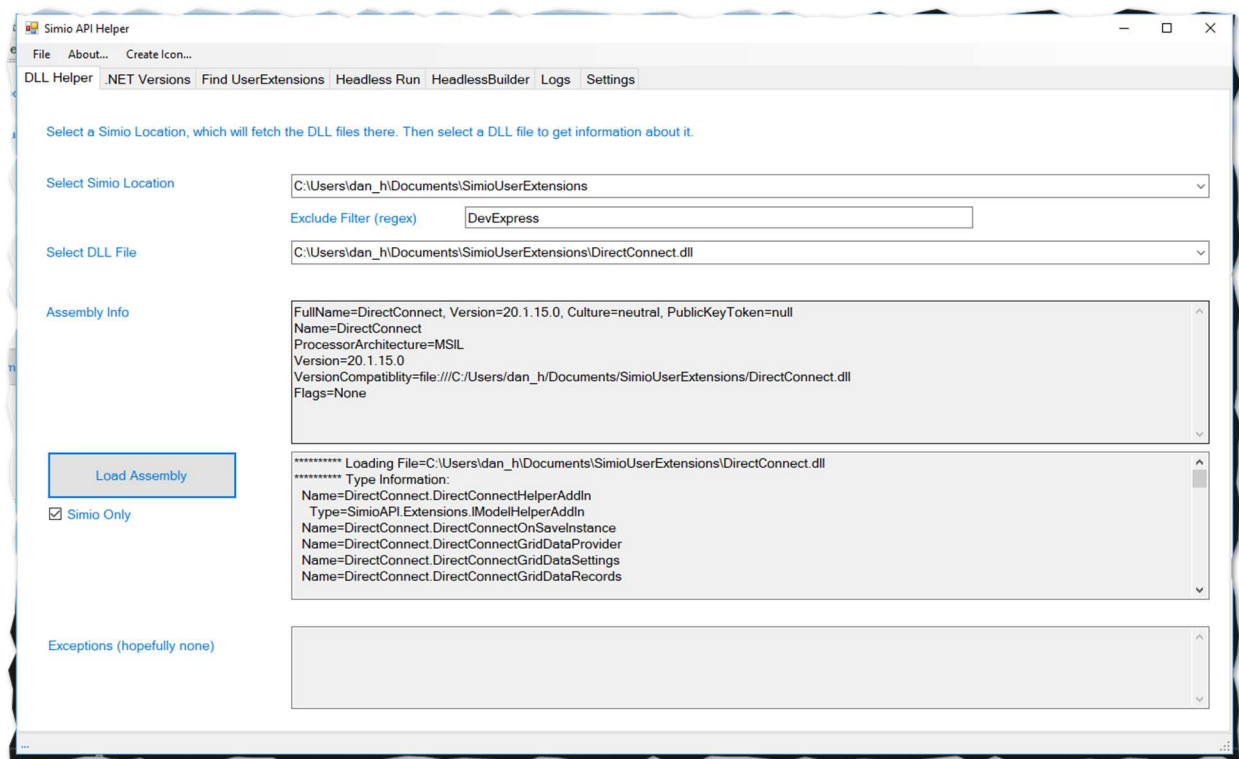 Simio API Helper
File About... Create Icon...
DLL Helper .NET Versions Find UserExtensions Headless Run HeadlessBuilder Logs Settings
Select a Simio Location, which will fetch the DLL files there. Then select a DLL file to get information about it.
Select Simio Location C:\Users\dan_h\Documents\SimioUserExtensions
Exclude Filter (regex) DevExpress
Select DLL File C:\Users\dan_h\Documents\SimioUserExtensions\DirectConnect.dll
Assembly Info FullName=DirectConnect, Version=20.1.15.0, Culture=neutral, PublicKeyToken=null
Name=DirectConnect
ProcessorArchitecture=MSIL
Version=20.1.15.0
VersionCompatiblity=file:///C:/Users/dan_h/Documents/SimioUserExtensions/DirectConnect.dll
Flags=None
Load Assembly
Simio Only
********** Loading File=C:\Users\dan_h\Documents\SimioUserExtensions\DirectConnect.dll
********** Type Information:
Name=DirectConnect.DirectConnectHelperAddIn
Type=SimioAPI.Extensions.IModelHelperAddIn
Name=DirectConnect.DirectConnectOnSaveInstance
Name=DirectConnect.DirectConnectGridDataProvider
Name=DirectConnect.DirectConnectGridDataSettings
Name=DirectConnect.DirectConnectGridDataRecords
Exceptions (hopefully none)
...